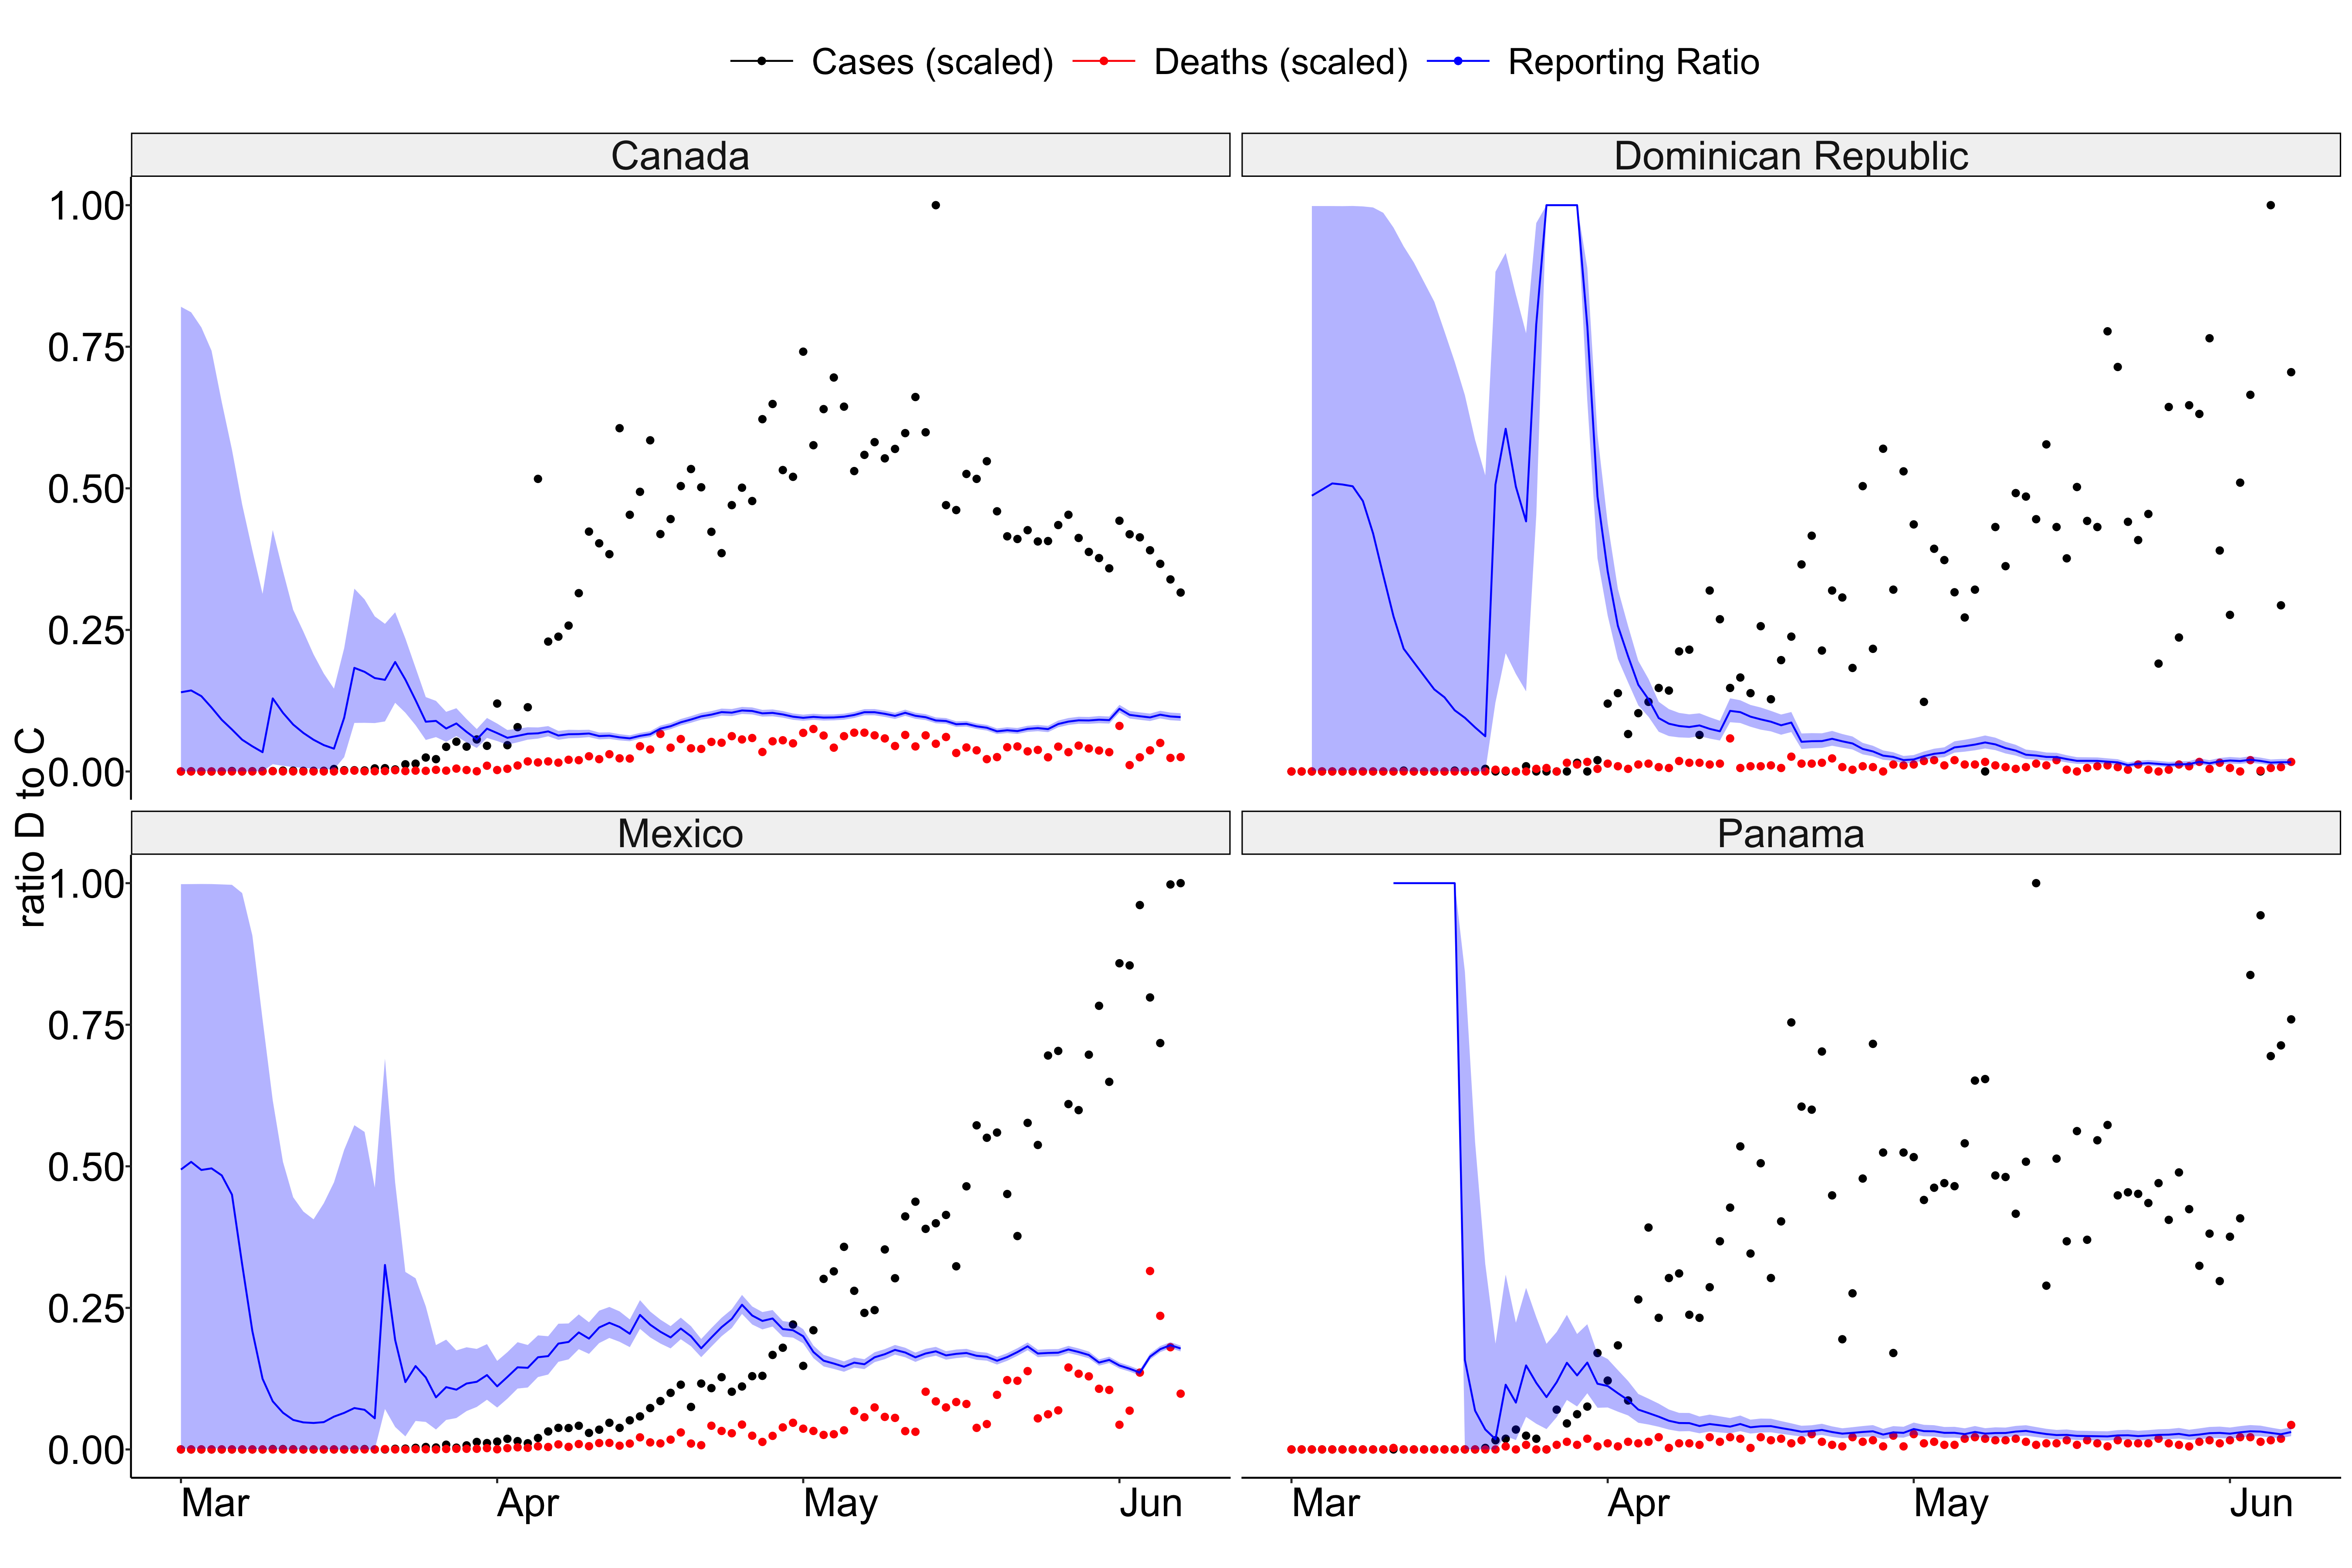 Cases (scaled) Deaths (scaled) Reporting Ratio
Canada Dominican Republic
1.00
0.75
0.50
0.25
0.00
ratio D to C
Mexico Panama
1.00
0.75
0.50
0.25
0.00
Mar Apr May Jun Mar Apr May Jun